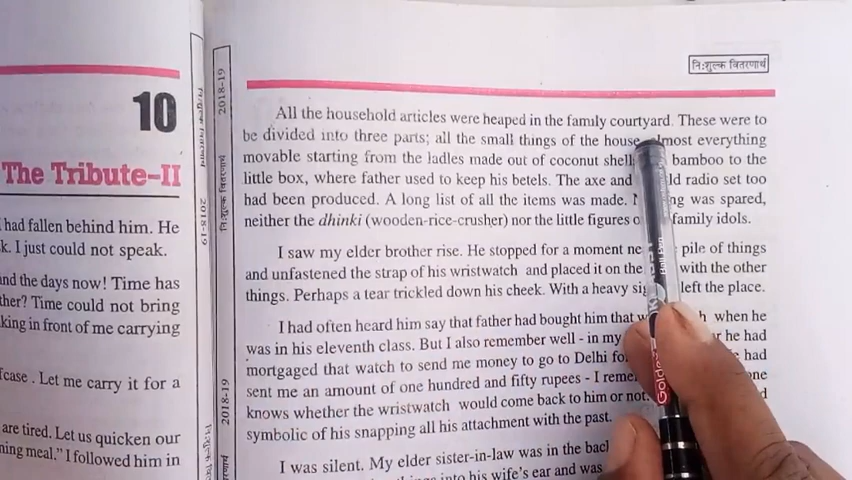 10
The Tribute–II
had fallen behind him. He
k. I just could not speak.
nd the days now! Time has
ther? Time could not bring
king in front of me carrying
case . Let me carry it for a
are tired. Let us quicken our
ning meal." I followed him in
2018-19
2018-19
2018-19
नि:शुल्क वितरणार्थ
नि:शुल्क वितरणार्थ
All the household articles were heaped in the family courtyard. These were to
be divided into three parts; all the small things of the house almost everything
movable starting from the ladles made out of coconut shell bamboo to the
little box, where father used to keep his betels. The axe and old radio set too
had been produced. A long list of all the items was made. was spared,
neither the dhinki (wooden-rice-crusher) nor the little figures family idols.
I saw my elder brother rise. He stopped for a moment pile of things
and unfastened the strap of his wristwatch and placed it on the with the other
things. Perhaps a tear trickled down his cheek. With a heavy left the place.
I had often heard him say that father had bought him that when he
was in his eleventh class. But I also remember well - in my he had
mortgaged that watch to send me money to go to Delhi had
sent me an amount of one hundred and fifty rupees - I
knows whether the wristwatch would come back to him or not.
symbolic of his snapping all his attachment with the past.
I was silent. My elder sister-in-law was in the
into his wife's ear and was
Golde